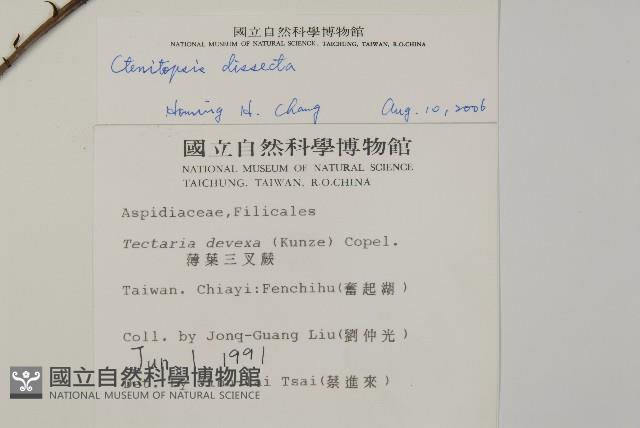 國立自然科學博物館
NATIONAL MUSEUM OF NATURAL SCIENCE, TAICHUNG, TAIWAN, R.O.CHINA
Ctenitopsis dissecta
Homing H. Chang Aug. 10, 2006
國立自然科學博物館
NATIONAL MUSEUM OF NATURAL SCIENCE
TAICHUNG, TAIWAN, R.O.CHINA
Aspidiaceae,Filicales
Tectaria devexa (Kunze) Copel.
薄葉三叉蕨
Taiwan. Chiayi:Fenchihu(奮起湖)
Coll. by Jonq-Guang Liu(劉仲光)
Jun 1 1991
Tsai(蔡進來)
國立自然科學博物館
NATIONAL MUSEUM OF NATURAL SCIENCE